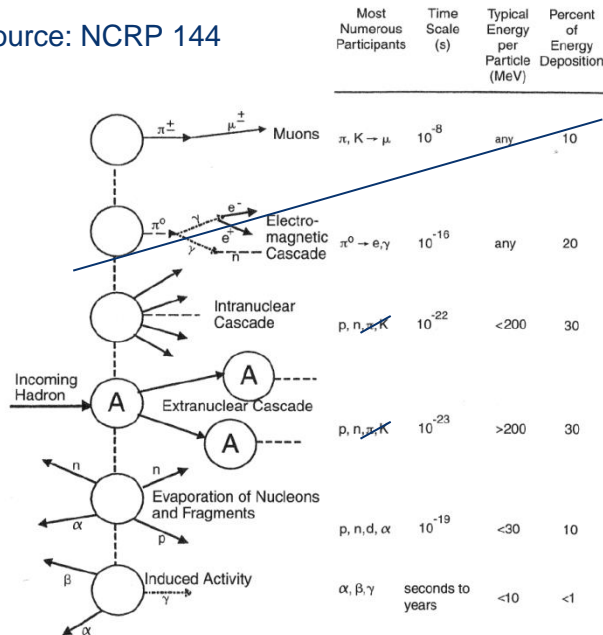 ource: NCRP 144
Most Numerous Participants
Time Scale (s)
Typical Energy per Particle (MeV)
Percent of Energy Deposition
π± μ± Muons
π, K → μ 10⁻⁸ any 10
π⁰ γ e⁻ e⁺ γ n
Electro-
magnetic
Cascade
π⁰ → e,γ 10⁻¹⁶ any 20
Intranuclear
Cascade
p, n,π,K 10⁻²² <200 30
Incoming
Hadron
A A A
Extranuclear Cascade
p, n,π,K 10⁻²³ >200 30
n n α p
Evaporation of Nucleons
and Fragments
p, n,d, α 10⁻¹⁹ <30 10
β γ α
Induced Activity
α, β,γ seconds to
years <10 <1